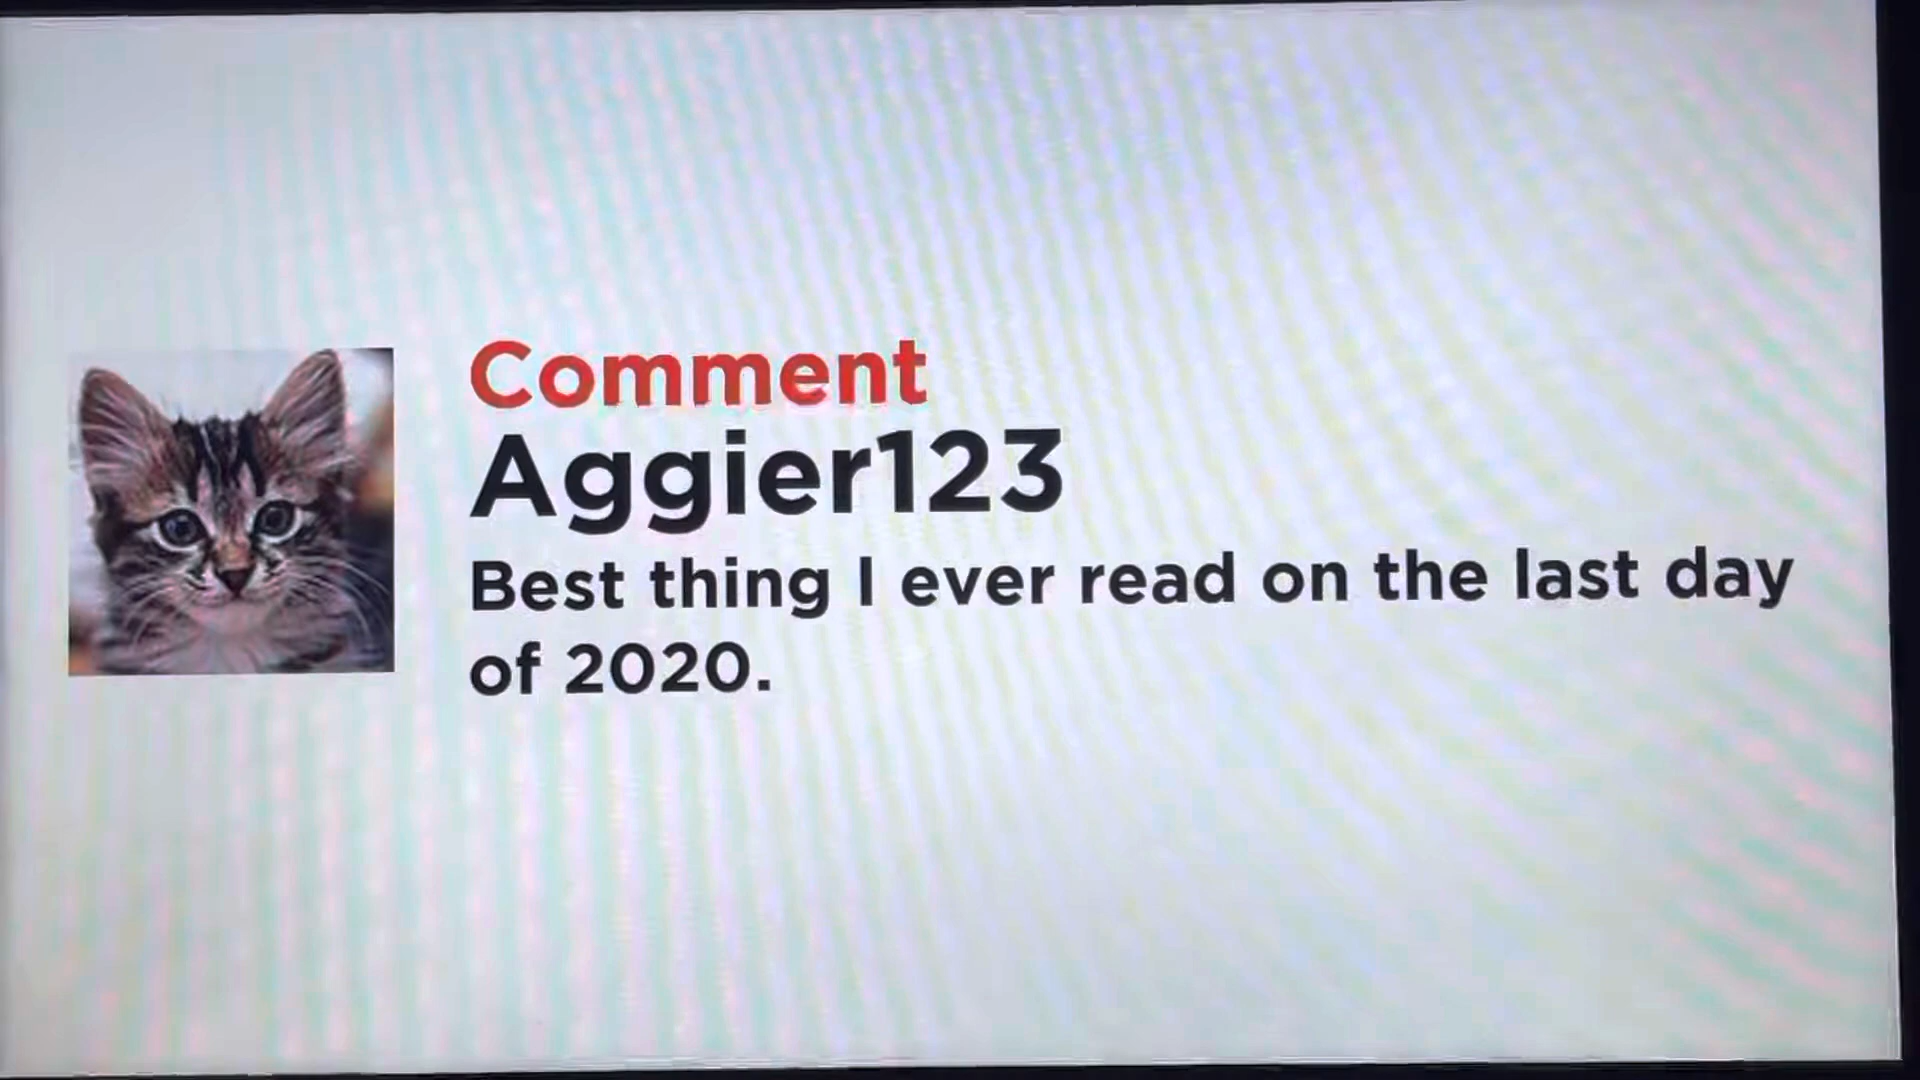 Comment
Aggier123
Best thing I ever read on the last day
of 2020.